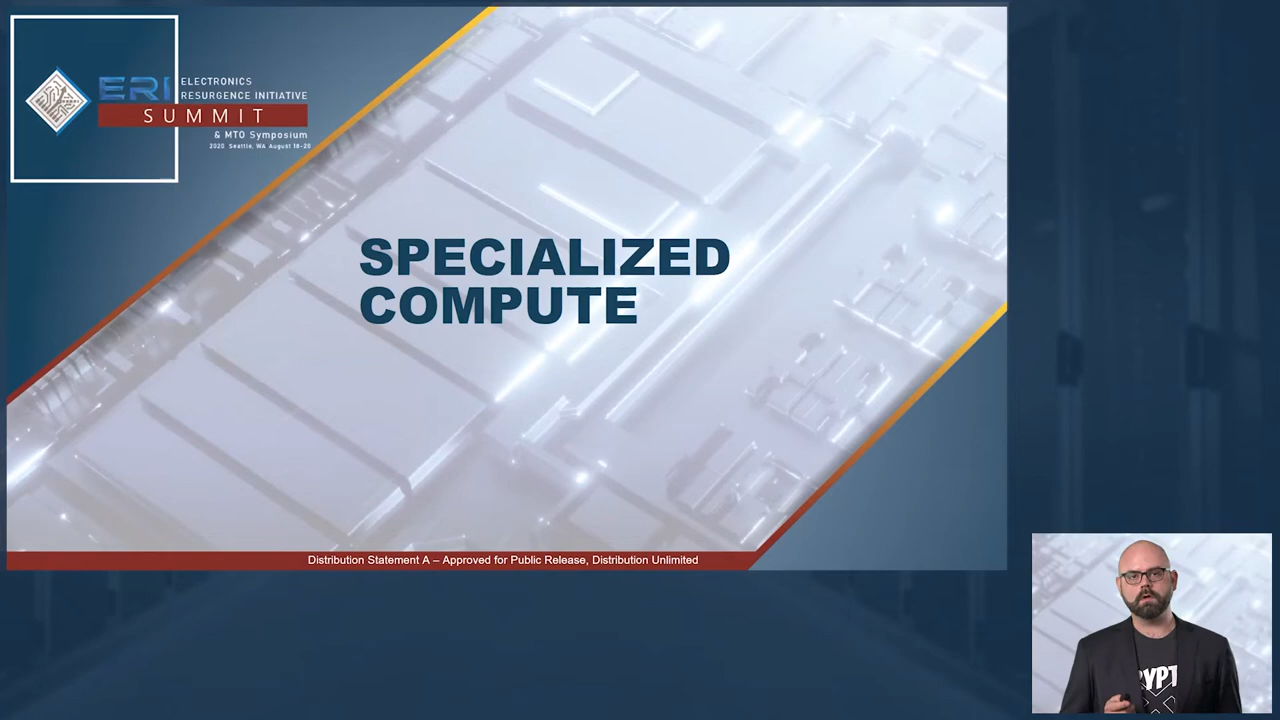 ERI
ELECTRONICS
RESURGENCE INITIATIVE
SUMMIT
& MTO Symposium
2020 Seattle, WA August 18-20
SPECIALIZED
COMPUTE
Distribution Statement A – Approved for Public Release, Distribution Unlimited
RYPT